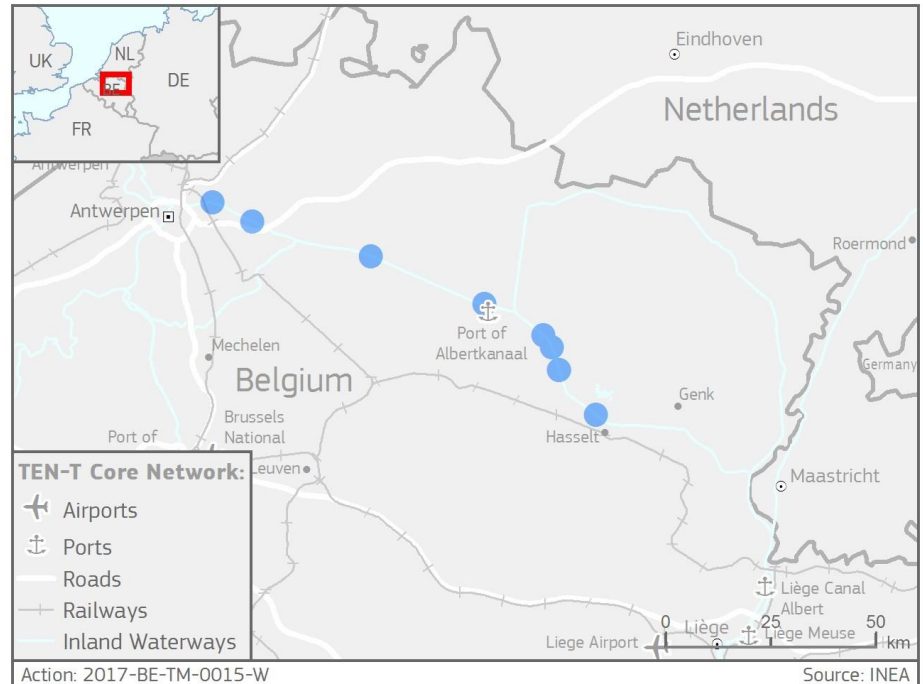 UK
NL
DE
BE
FR
Eindhoven
Netherlands
Antwerpen
Antwerpen
Roermond
Port of
Albertkanaal
Mechelen
Germany
Belgium
Genk
Brussels
National
Port of
Hasselt
Leuven
Maastricht
TEN-T Core Network:
Airports
Ports
Roads
Railways
Inland Waterways
Liège Canal
Albert
0 25 50
km
Liège
Liège Meuse
Liege Airport
Action: 2017-BE-TM-0015-W
Source: INEA